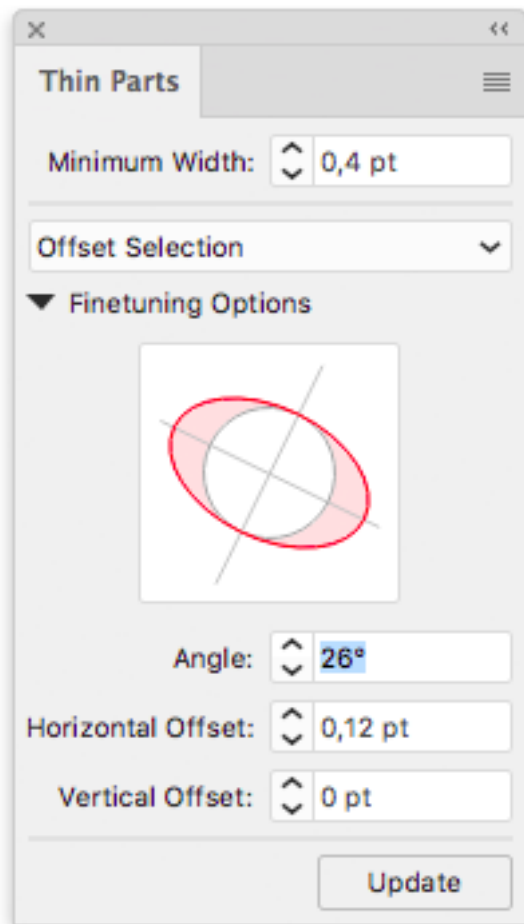 Thin Parts
Minimum Width: 0,4 pt
Offset Selection
Finetuning Options
Angle: 26°
Horizontal Offset: 0,12 pt
Vertical Offset: 0 pt
Update